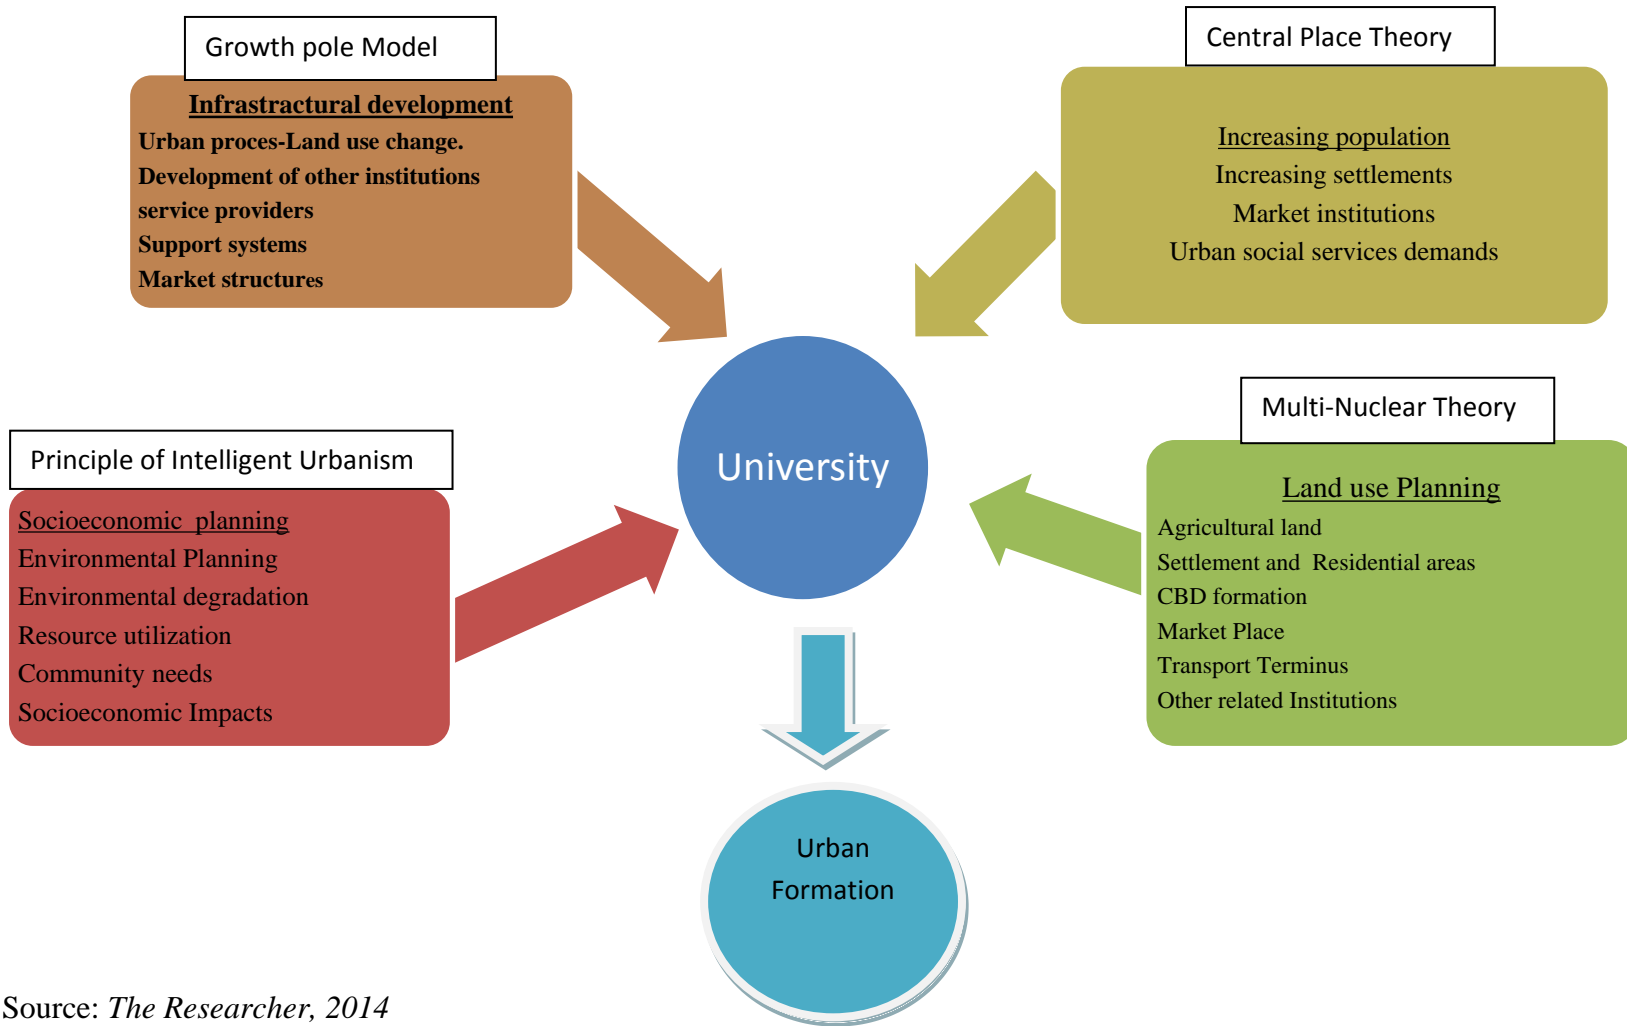 Growth pole Model
Infrastractural development
Urban proces-Land use change.
Development of other institutions
service providers
Support systems
Market structures
Central Place Theory
Increasing population
Increasing settlements
Market institutions
Urban social services demands
Principle of Intelligent Urbanism
Socioeconomic planning
Environmental Planning
Environmental degradation
Resource utilization
Community needs
Socioeconomic Impacts
University
Multi-Nuclear Theory
Land use Planning
Agricultural land
Settlement and Residential areas
CBD formation
Market Place
Transport Terminus
Other related Institutions
Urban
Formation
Source: The Researcher, 2014